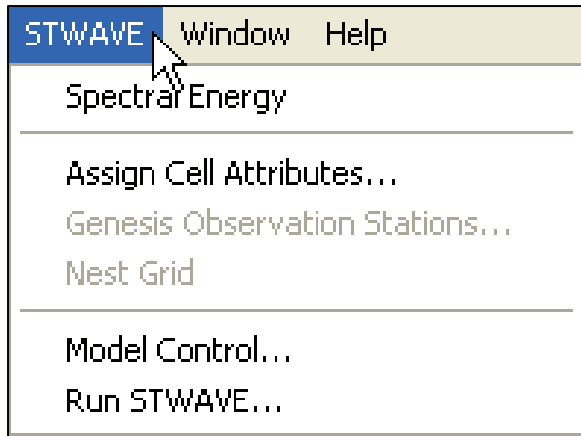 STWAVE Window Help
Spectral Energy
Assign Cell Attributes...
Genesis Observation Stations...
Nest Grid
Model Control...
Run STWAVE...